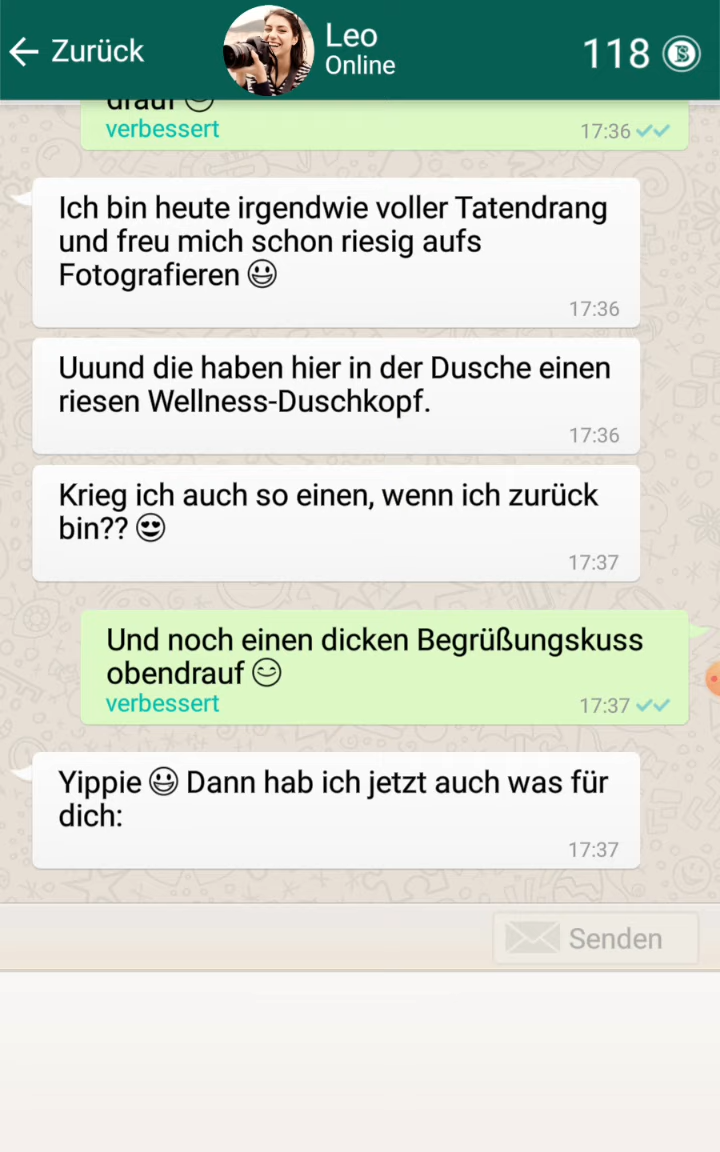 Zurück
Leo
Online
118
drauf
verbessert
17:36
Ich bin heute irgendwie voller Tatendrang
und freu mich schon riesig aufs
Fotografieren 😃
17:36
Uuund die haben hier in der Dusche einen
riesen Wellness-Duschkopf.
17:36
Krieg ich auch so einen, wenn ich zurück
bin?? 😍
17:37
Und noch einen dicken Begrüßungskuss
obendrauf 😊
verbessert
17:37
Yippie 😃 Dann hab ich jetzt auch was für
dich:
17:37
Senden